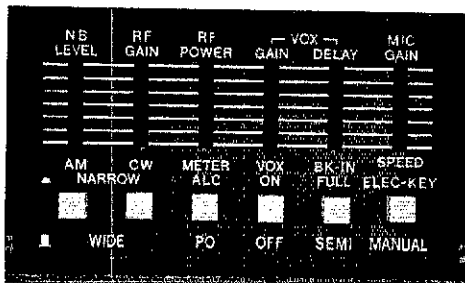 NB RF RF VOX MIC
LEVEL GAIN POWER GAIN DELAY GAIN
AM CW METER VOX BK-IN SPEED
NARROW ALC ON FULL ELEC-KEY
WIDE PO OFF SEMI MANUAL